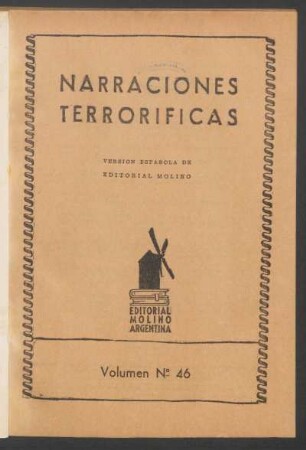 NARRACIONES
TERRORIFICAS
VERSION ESPAÑOLA DE
EDITORIAL MOLINO
EDITORIAL
MOLINO
ARGENTINA
Volumen Nº 46